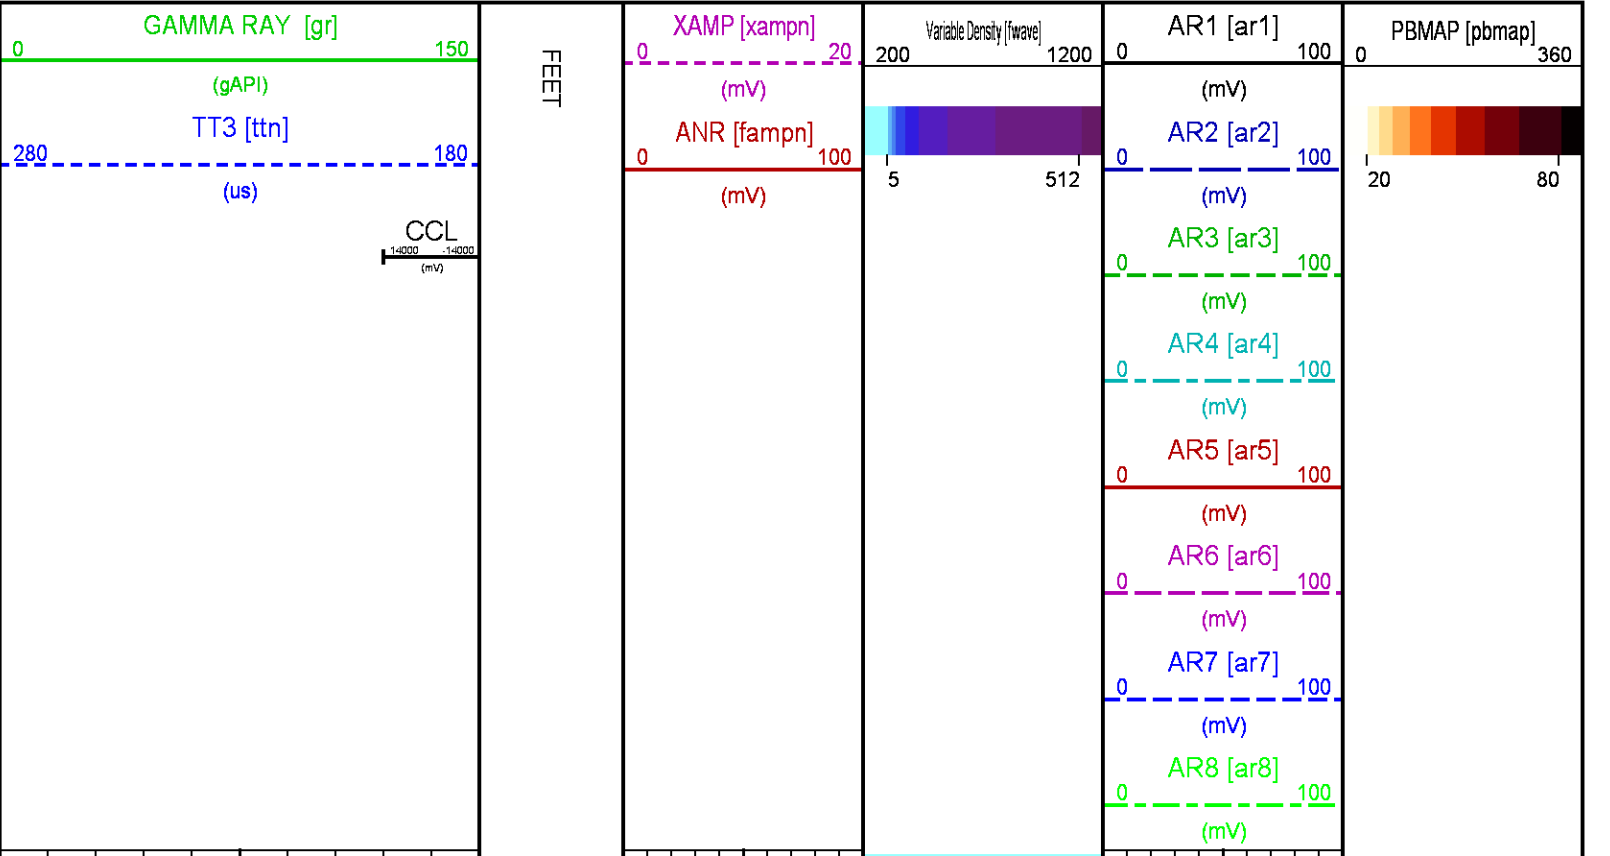 GAMMA RAY [gr]
0 150
(gAPI)
TT3 [ttn]
280 180
(us)
CCL
14000 -14000
(mV)
FEET
XAMP [xampn]
0 20
(mV)
ANR [fampn]
0 100
(mV)
Variable Density [fwave]
200 1200
5 512
AR1 [ar1]
0 100
(mV)
AR2 [ar2]
0 100
(mV)
AR3 [ar3]
0 100
(mV)
AR4 [ar4]
0 100
(mV)
AR5 [ar5]
0 100
(mV)
AR6 [ar6]
0 100
(mV)
AR7 [ar7]
0 100
(mV)
AR8 [ar8]
0 100
(mV)
PBMAP [pbmap]
0 360
20 80